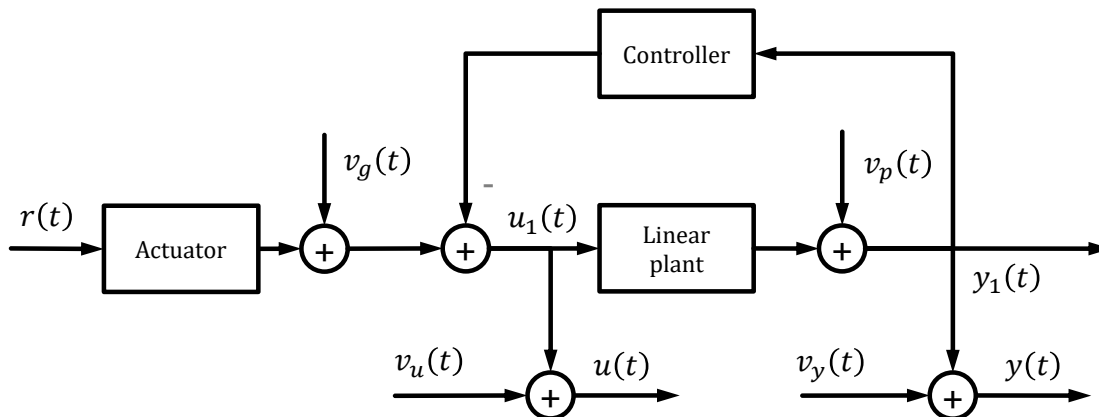 Controller
v_g(t)
v_p(t)
-
r(t)
Actuator
+
+
u_1(t)
Linear
plant
+
y_1(t)
v_u(t)
+
u(t)
v_y(t)
+
y(t)